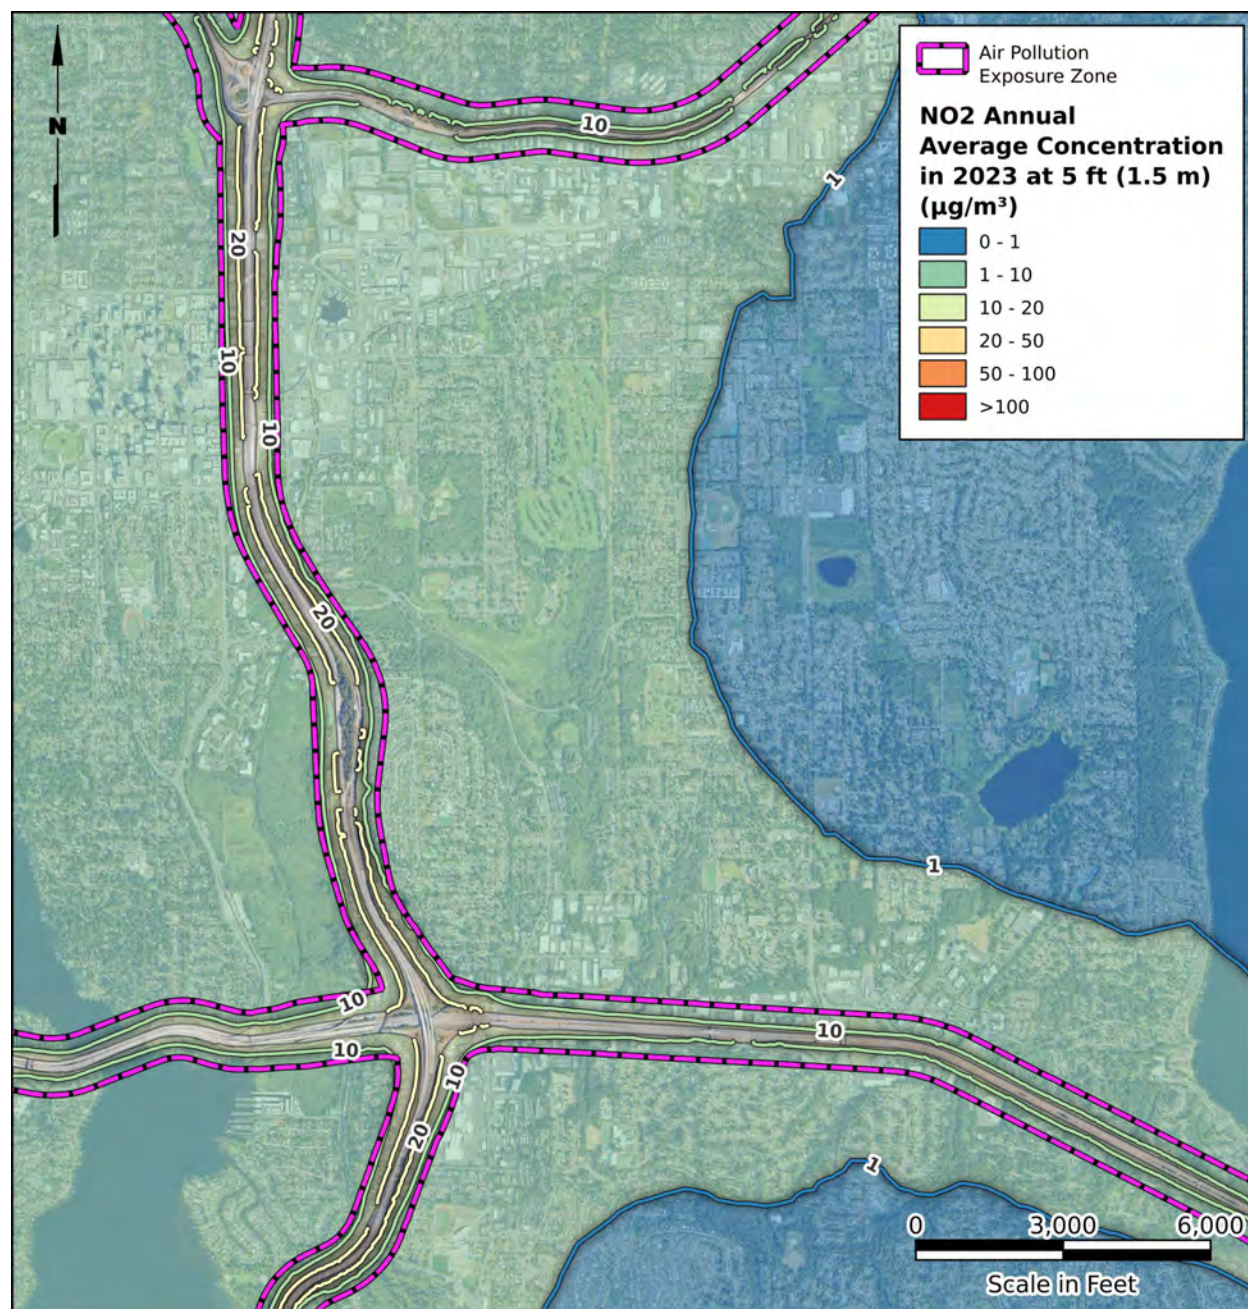 N
Air Pollution
Exposure Zone
NO2 Annual
Average Concentration
in 2023 at 5 ft (1.5 m)
(µg/m³)
0 - 1
1 - 10
10 - 20
20 - 50
50 - 100
>100
10
1
20
10
10
20
1
10
10
10
10
20
1
0 3,000 6,000
Scale in Feet